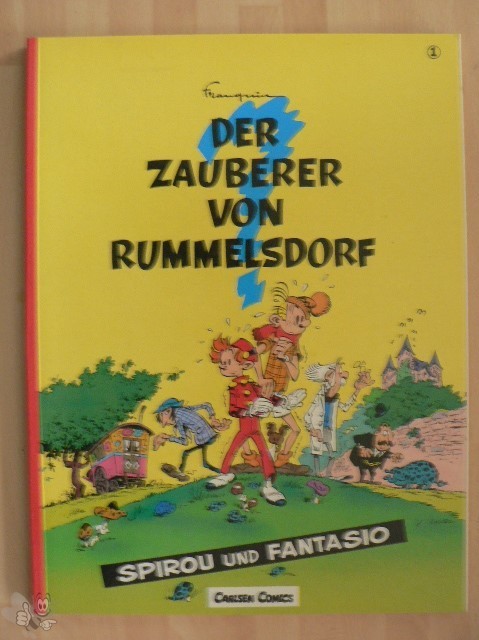 1
Franquin
DER
ZAUBERER
VON
RUMMELSDORF
SPIROU UND FANTASIO
CARLSEN COMICS